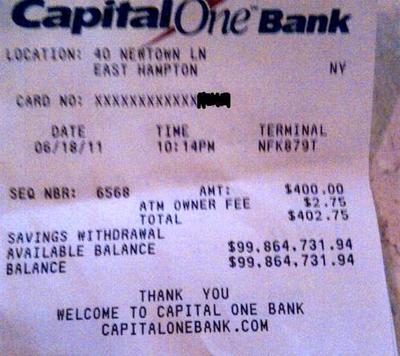 CapitalOne™ Bank
LOCATION: 40 NEWTOWN LN
EAST HAMPTON NY
CARD NO: XXXXXXXXXXXX
DATE TIME TERMINAL
06/18/11 10:14PM NFK879T
SEQ NBR: 6568 AMT: $400.00
ATM OWNER FEE $2.75
TOTAL $402.75
SAVINGS WITHDRAWAL
AVAILABLE BALANCE $99,864,731.94
BALANCE $99,864,731.94
THANK YOU
WELCOME TO CAPITAL ONE BANK
CAPITALONEBANK.COM